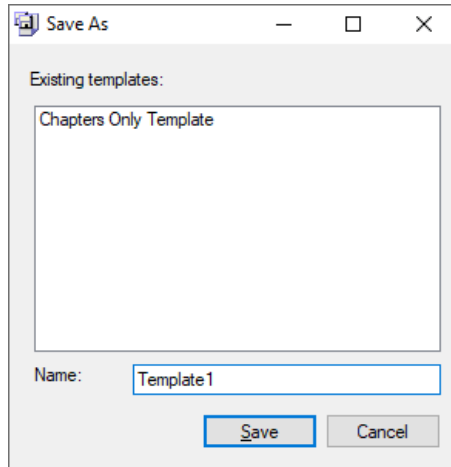 Save As
Existing templates:
Chapters Only Template
Name:
Template1
Save
Cancel